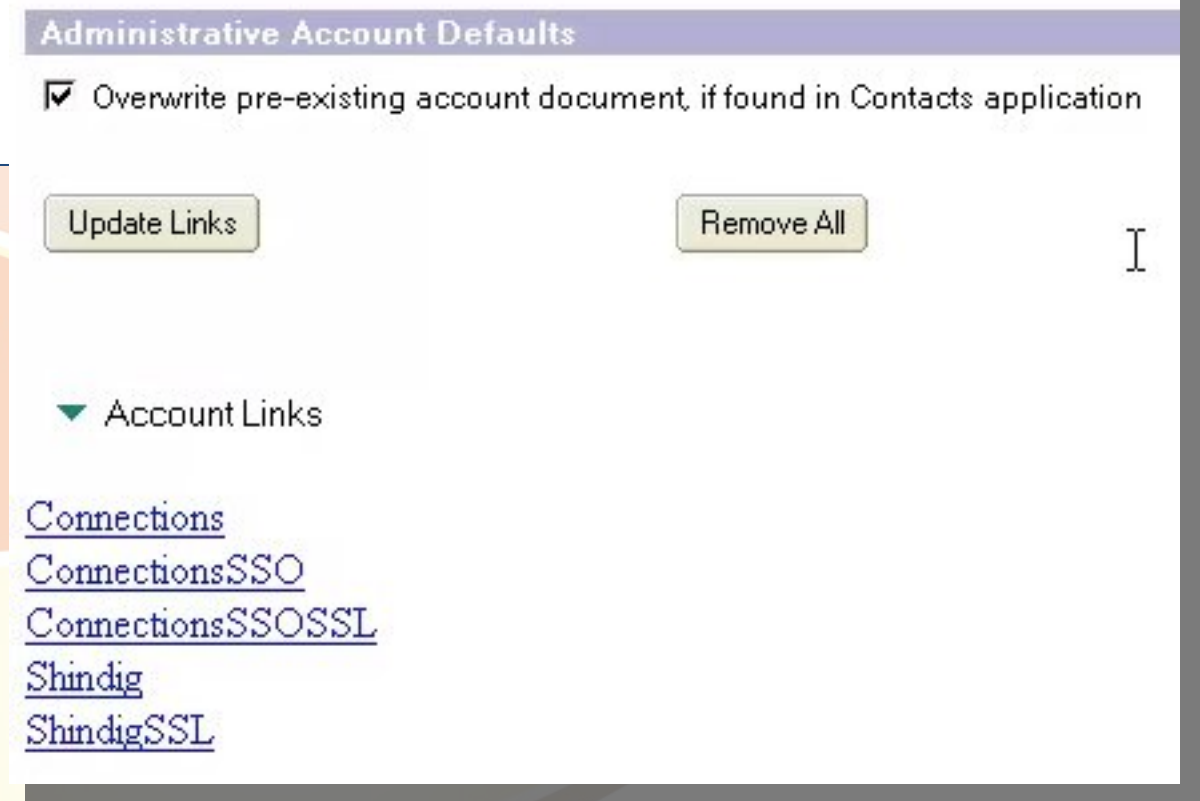 Administrative Account Defaults
Overwrite pre-existing account document, if found in Contacts application
Update Links Remove All
Account Links
Connections
ConnectionsSSO
ConnectionsSSOSSL
Shindig
ShindigSSL